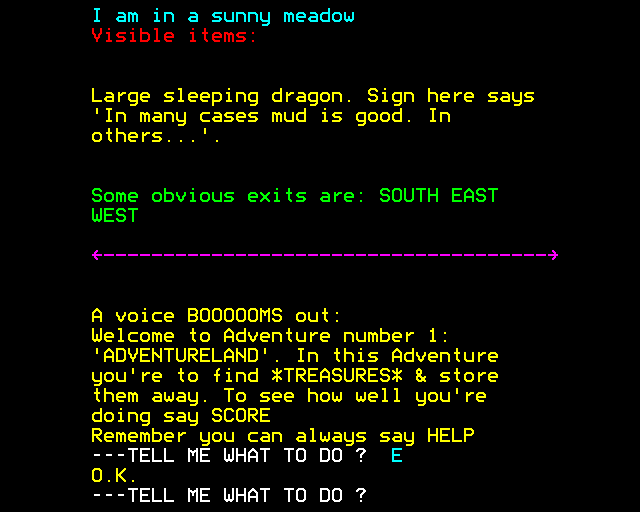 I am in a sunny meadow
Visible items:
Large sleeping dragon. Sign here says
'In many cases mud is good. In
others...'.
Some obvious exits are: SOUTH EAST
WEST
<-------------------------------------->
A voice BOOOOOMS out:
Welcome to Adventure number 1:
'ADVENTURELAND'. In this Adventure
you're to find *TREASURES* & store
them away. To see how well you're
doing say SCORE
Remember you can always say HELP
---TELL ME WHAT TO DO ?  E
O.K.
---TELL ME WHAT TO DO ?